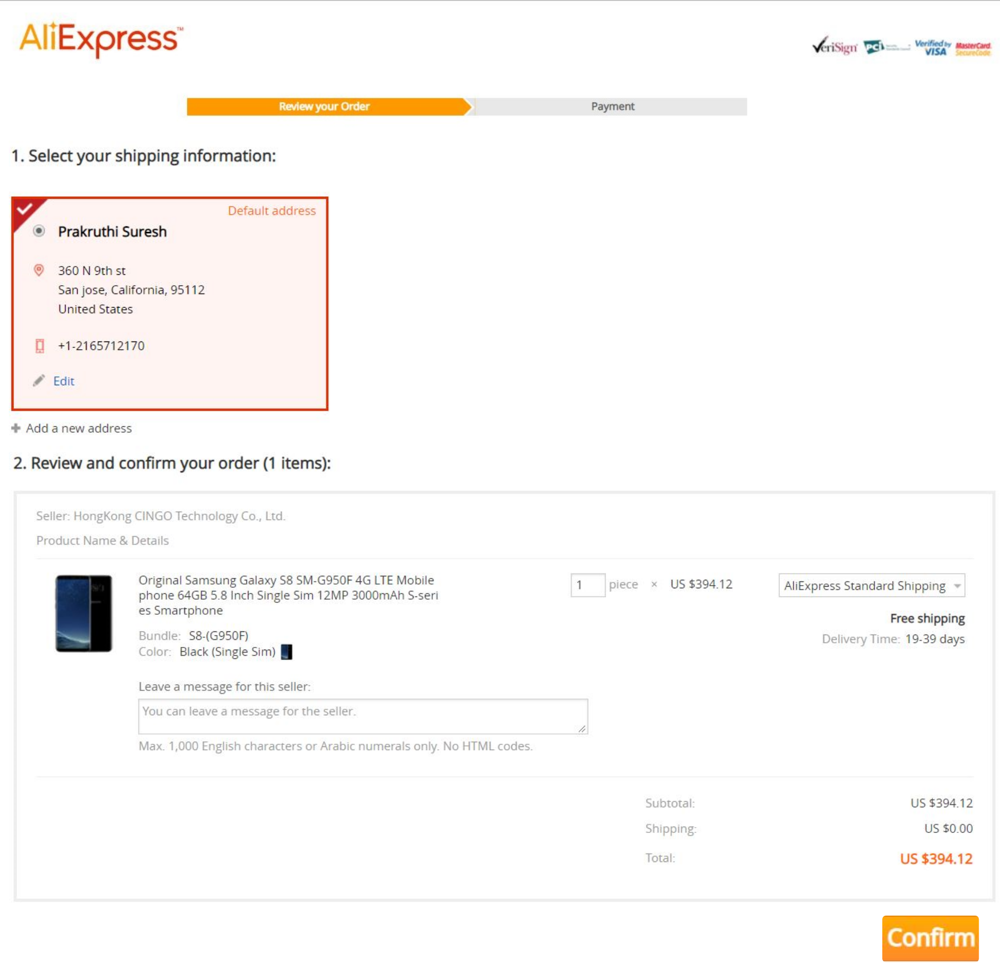 AliExpress™
VeriSign PCI Verified by VISA MasterCard. SecureCode
Review your Order
Payment
1. Select your shipping information:
Default address
Prakruthi Suresh
360 N 9th st
San jose, California, 95112
United States
+1-2165712170
Edit
Add a new address
2. Review and confirm your order (1 items):
Seller: HongKong CINGO Technology Co., Ltd.
Product Name & Details
Original Samsung Galaxy S8 SM-G950F 4G LTE Mobile
phone 64GB 5.8 Inch Single Sim 12MP 3000mAh S-seri
es Smartphone
Bundle: S8-(G950F)
Color: Black (Single Sim)
1 piece × US $394.12
AliExpress Standard Shipping
Free shipping
Delivery Time: 19-39 days
Leave a message for this seller:
You can leave a message for the seller.
Max. 1,000 English characters or Arabic numerals only. No HTML codes.
Subtotal: US $394.12
Shipping: US $0.00
Total: US $394.12
Confirm